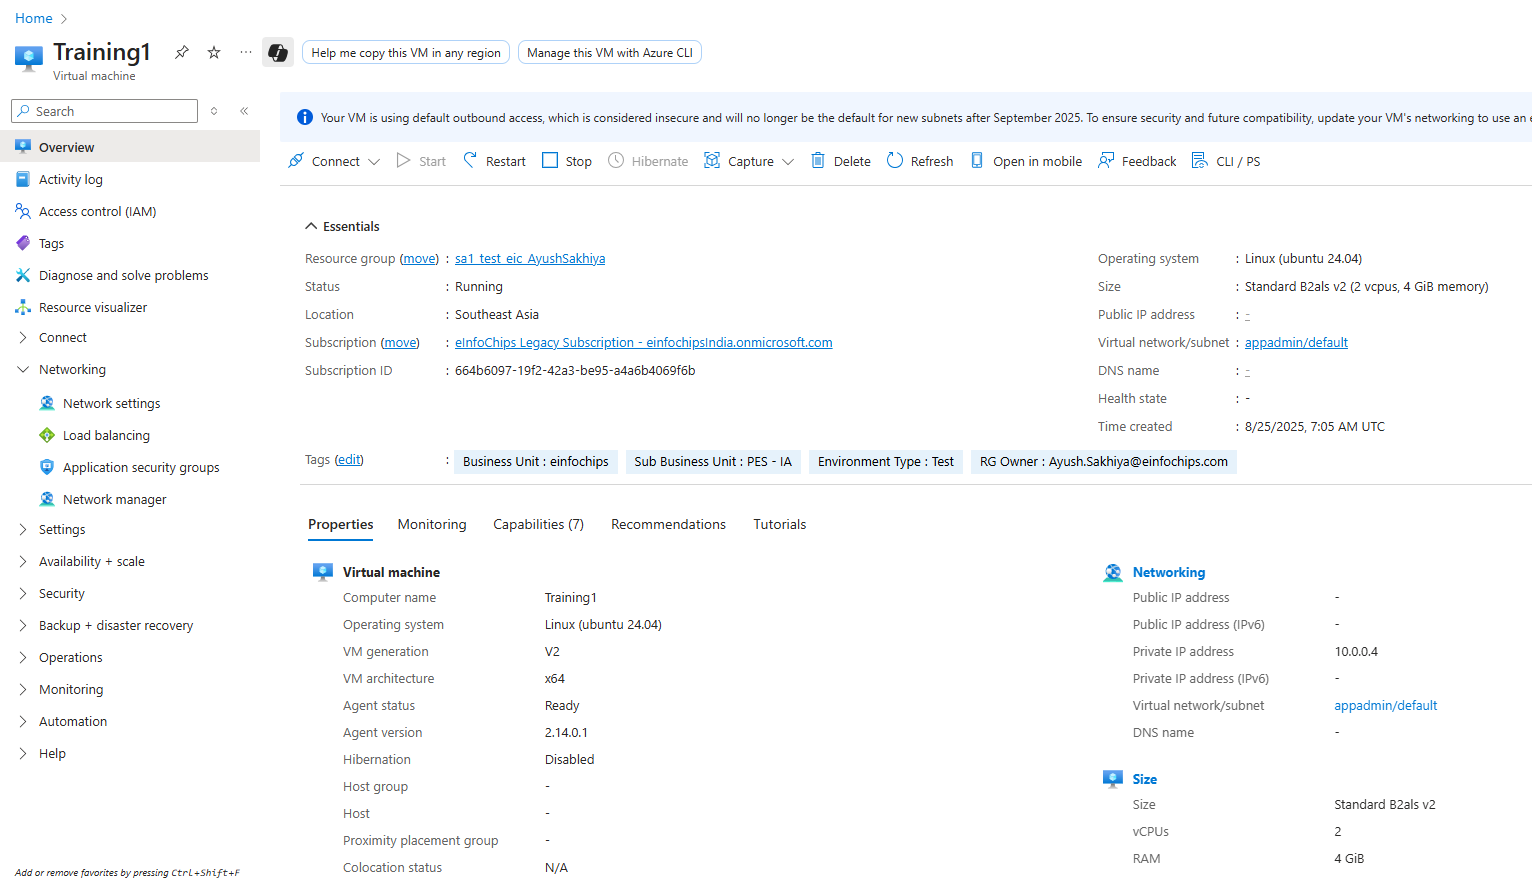 Home
Training1
Virtual machine
Help me copy this VM in any region
Manage this VM with Azure CLI
Search
Overview
Activity log
Access control (IAM)
Tags
Diagnose and solve problems
Resource visualizer
Connect
Networking
Network settings
Load balancing
Application security groups
Network manager
Settings
Availability + scale
Security
Backup + disaster recovery
Operations
Monitoring
Automation
Help
Add or remove favorites by pressing Ctrl+Shift+F
Your VM is using default outbound access, which is considered insecure and will no longer be the default for new subnets after September 2025. To ensure security and future compatibility, update your VM's networking to use an
Connect Start Restart Stop Hibernate Capture Delete Refresh Open in mobile Feedback CLI / PS
Essentials
Resource group (move) : sa1_test_eic_AyushSakhiya
Status : Running
Location : Southeast Asia
Subscription (move) : eInfoChips Legacy Subscription - einfochipsIndia.onmicrosoft.com
Subscription ID : 664b6097-19f2-42a3-be95-a4a6b4069f6b
Operating system : Linux (ubuntu 24.04)
Size : Standard B2als v2 (2 vcpus, 4 GiB memory)
Public IP address : -
Virtual network/subnet : appadmin/default
DNS name : -
Health state : -
Time created : 8/25/2025, 7:05 AM UTC
Tags (edit) : Business Unit : einfochips Sub Business Unit : PES - IA Environment Type : Test RG Owner : Ayush.Sakhiya@einfochips.com
Properties Monitoring Capabilities (7) Recommendations Tutorials
Virtual machine
Computer name Training1
Operating system Linux (ubuntu 24.04)
VM generation V2
VM architecture x64
Agent status Ready
Agent version 2.14.0.1
Hibernation Disabled
Host group -
Host -
Proximity placement group -
Colocation status N/A
Networking
Public IP address -
Public IP address (IPv6) -
Private IP address 10.0.0.4
Private IP address (IPv6) -
Virtual network/subnet appadmin/default
DNS name -
Size
Size Standard B2als v2
vCPUs 2
RAM 4 GiB